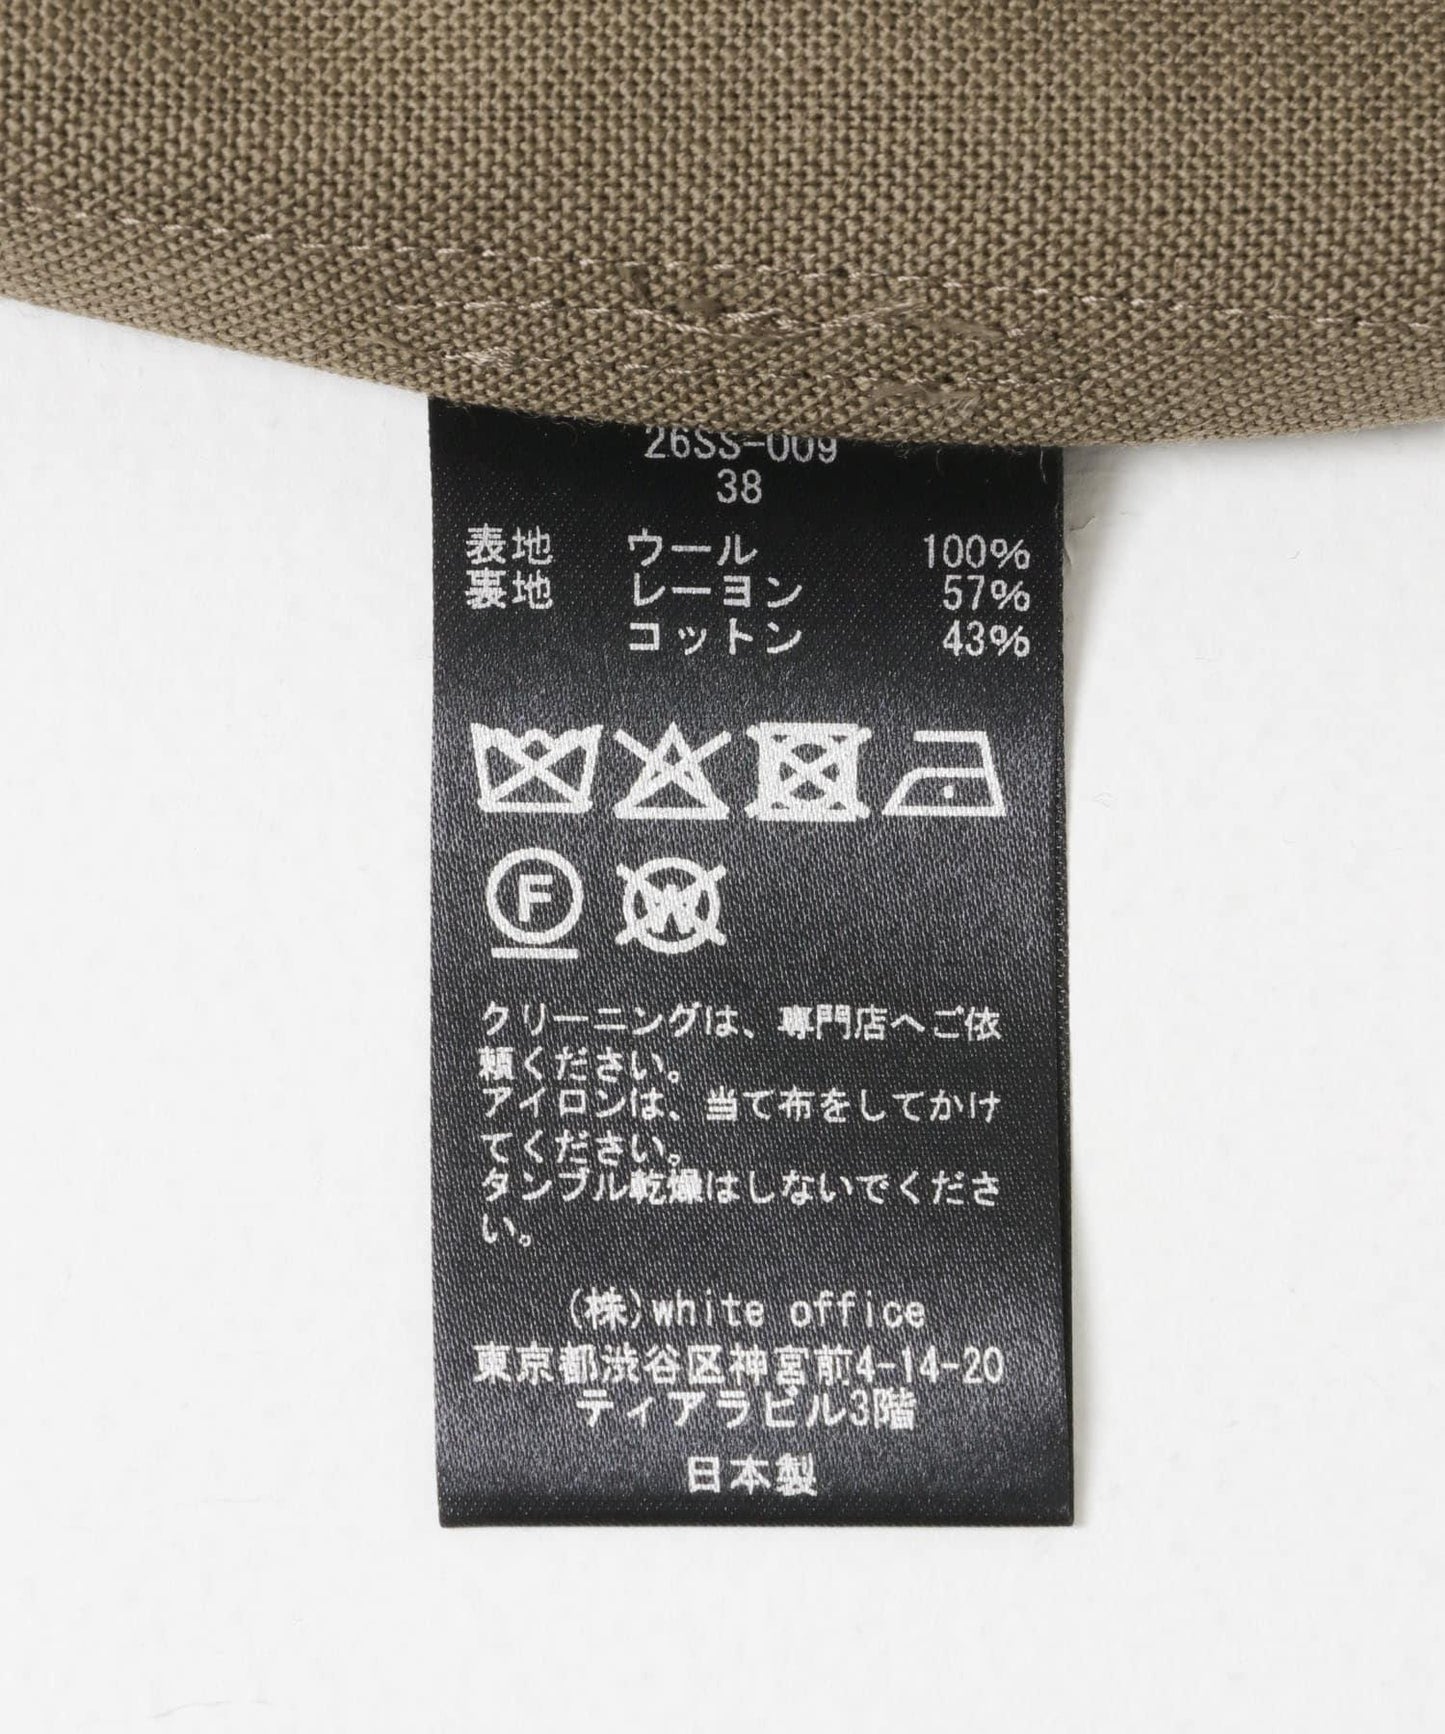 26SS-009
38
表地 ウール 100%
裏地 レーヨン 57%
コットン 43%
F W
クリーニングは、専門店へご依
頼ください。
アイロンは、当て布をしてかけ
てください。
タンブル乾燥はしないでくださ
い。
(株)white office
東京都渋谷区神宮前4-14-20
ティアラビル3階
日本製